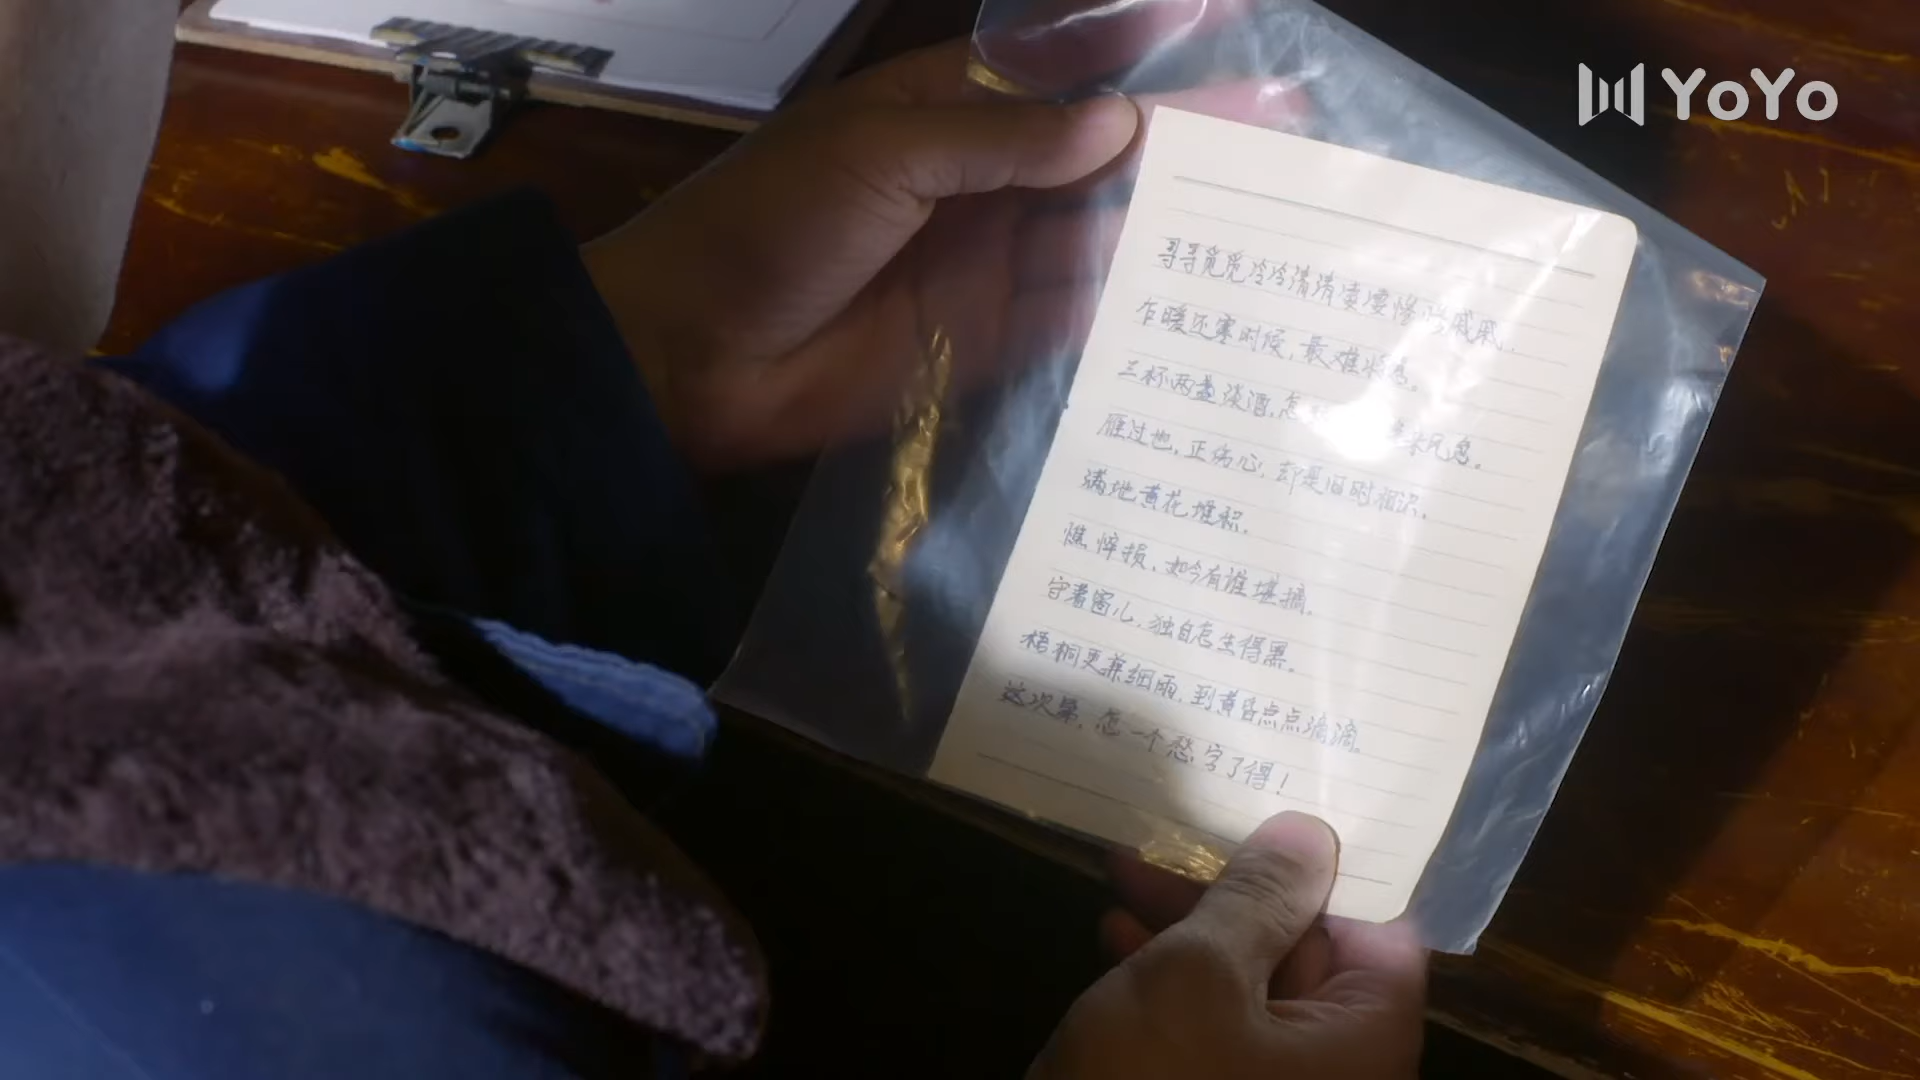 YoYo
寻寻觅觅冷冷清清凄凄惨惨戚戚.
乍暖还寒时候,最难将息。
三杯两盏淡酒,怎 来风急。
雁过也,正伤心,却是旧时相识.
满地黄花堆积.
憔悴损,如今有谁堪摘。
守着窗儿,独自怎生得黑。
梧桐更兼细雨,到黄昏点点滴滴。
这次第,怎一个愁字了得!